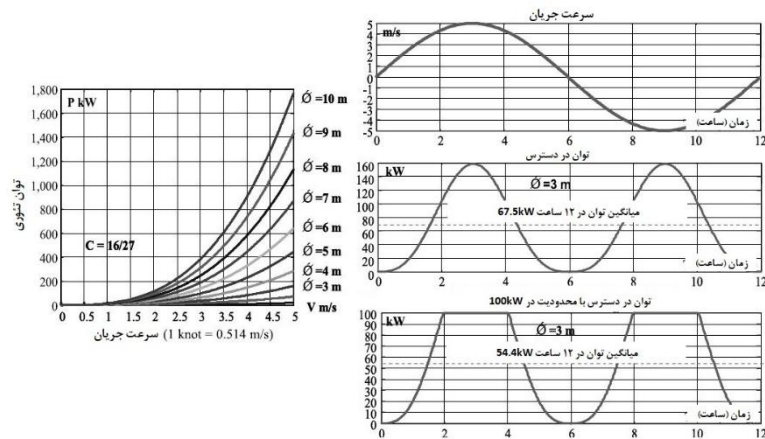 P kW
1,800
1,600
1,400
1,200
1,000
800
600
400
200
0
توان تئوری
C = 16/27
Ǿ =10 m
Ǿ =9 m
Ǿ =8 m
Ǿ =7 m
Ǿ =6 m
Ǿ =5 m
Ǿ =4 m
Ǿ =3 m
V m/s
0 0.5 1 1.5 2 2.5 3 3.5 4 4.5 5
سرعت جریان (1 knot = 0.514 m/s)
سرعت جریان
m/s
5
4
3
2
1
0
-1
-2
-3
-4
-5
زمان (ساعت)
0 2 4 6 8 10 12
توان در دسترس
kW
160
140
120
100
80
60
40
20
0
Ǿ =3 m
میانگین توان در ۱۲ ساعت 67.5kW
زمان (ساعت)
0 2 4 6 8 10 12
توان در دسترس با محدودیت در 100kW
kW
100
90
80
70
60
50
40
30
20
10
0
Ǿ =3 m
میانگین توان در ۱۲ ساعت 54.4kW
زمان (ساعت)
0 2 4 6 8 10 12